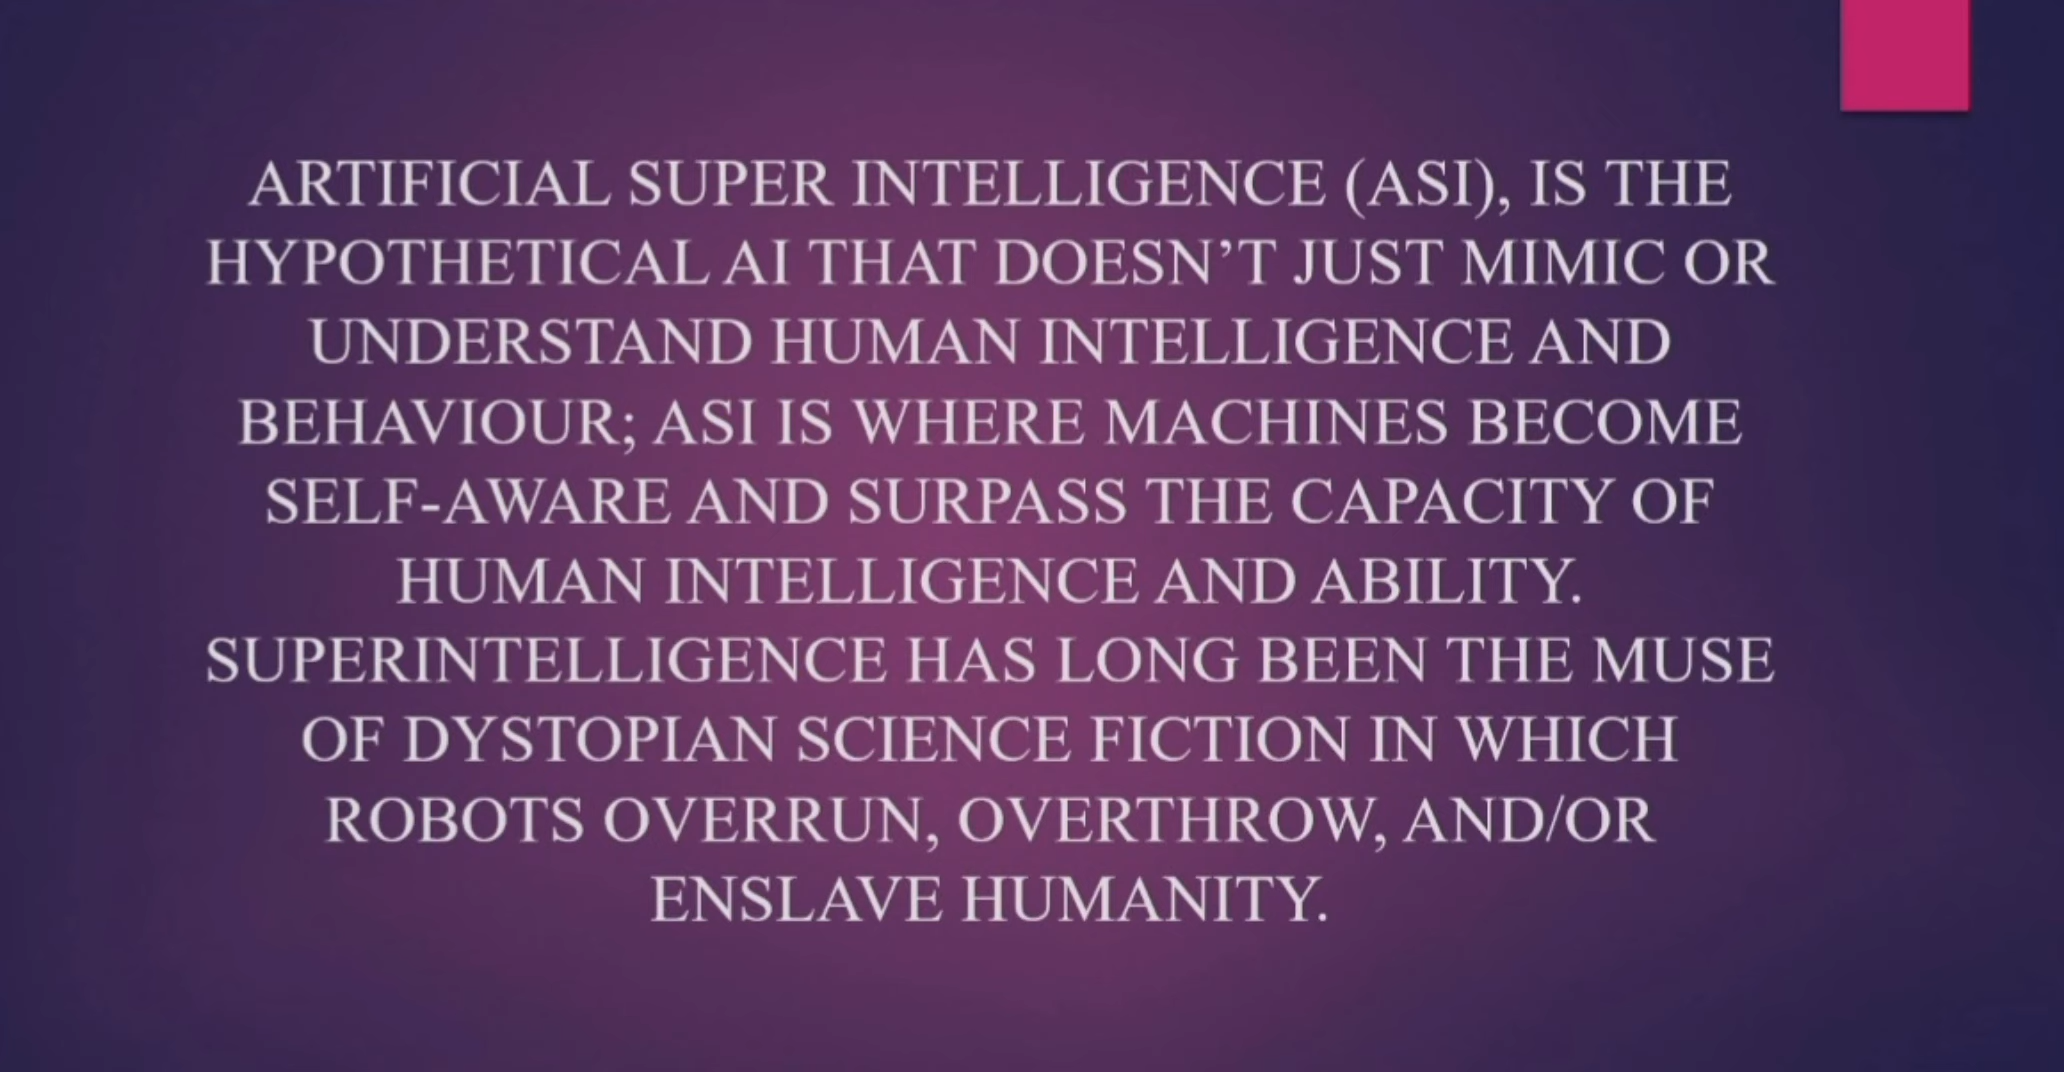 ARTIFICIAL SUPER INTELLIGENCE (ASI), IS THE
HYPOTHETICAL AI THAT DOESN’T JUST MIMIC OR
UNDERSTAND HUMAN INTELLIGENCE AND
BEHAVIOUR; ASI IS WHERE MACHINES BECOME
SELF-AWARE AND SURPASS THE CAPACITY OF
HUMAN INTELLIGENCE AND ABILITY.
SUPERINTELLIGENCE HAS LONG BEEN THE MUSE
OF DYSTOPIAN SCIENCE FICTION IN WHICH
ROBOTS OVERRUN, OVERTHROW, AND/OR
ENSLAVE HUMANITY.